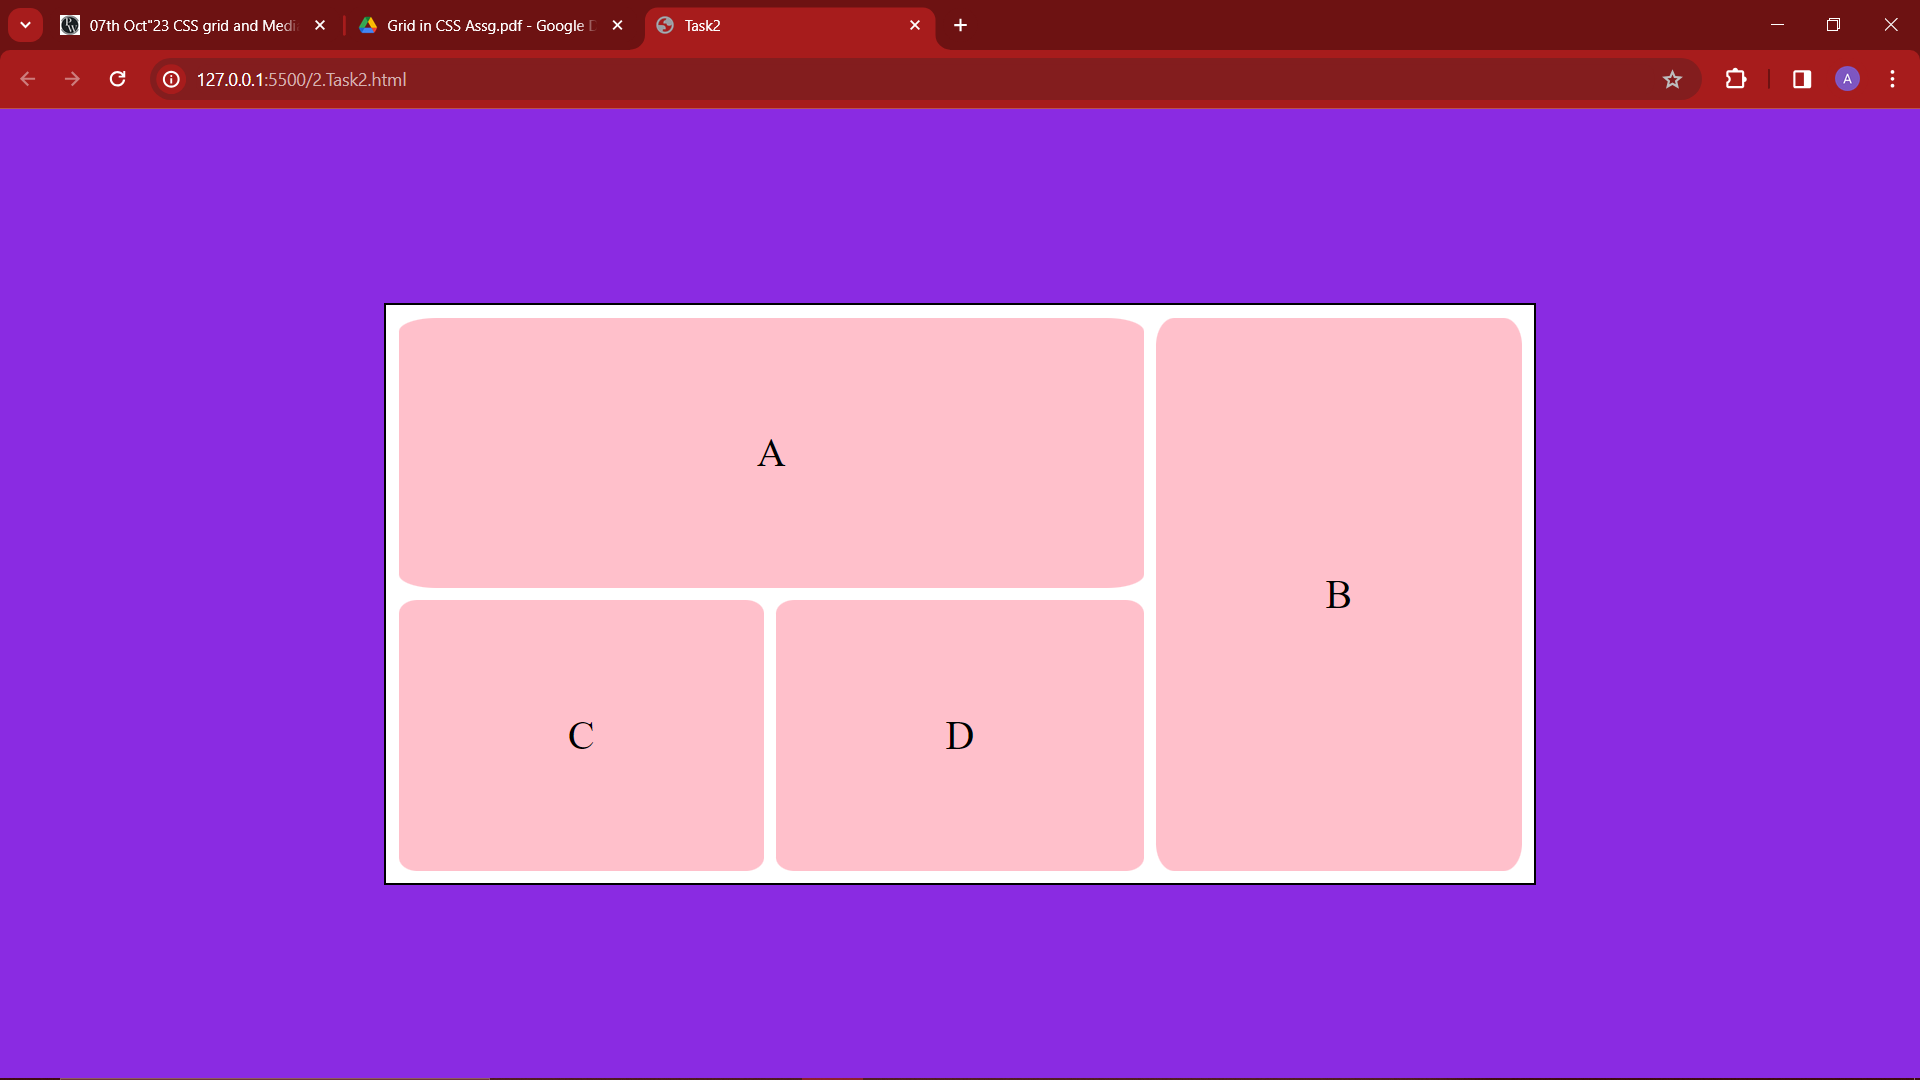 07th Oct"23 CSS grid and Medi
Grid in CSS Assg.pdf - Google D
Task2
127.0.0.1:5500/2.Task2.html
A
A
B
C
D